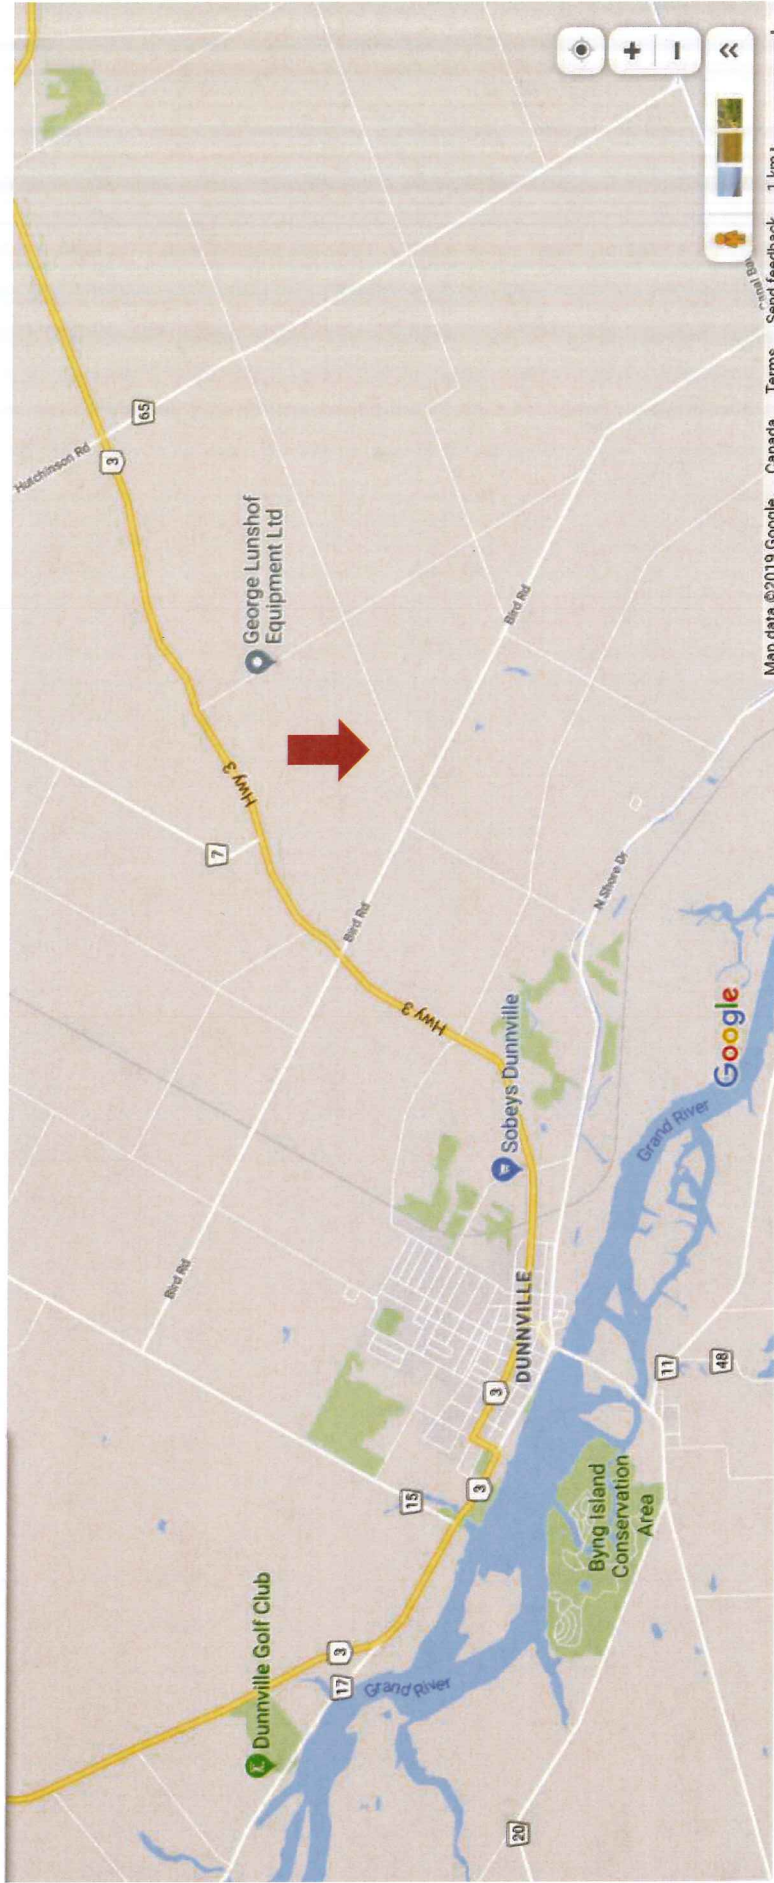 Hutchinson Rd
3
65
Bird Rd
7
Hwy 3
Dunnville Golf Club
George Lunshof
Equipment Ltd
3
17
Bird Rd
Grand River
15
Hwy 3
3
3
Sobeys Dunnville
Bird Rd
20
DUNNVILLE
N Shore Dr
Byng Island
Conservation
Area
11
Grand River
48
Google
Map data ©2019 Google Canada Terms Send feedback 1 km